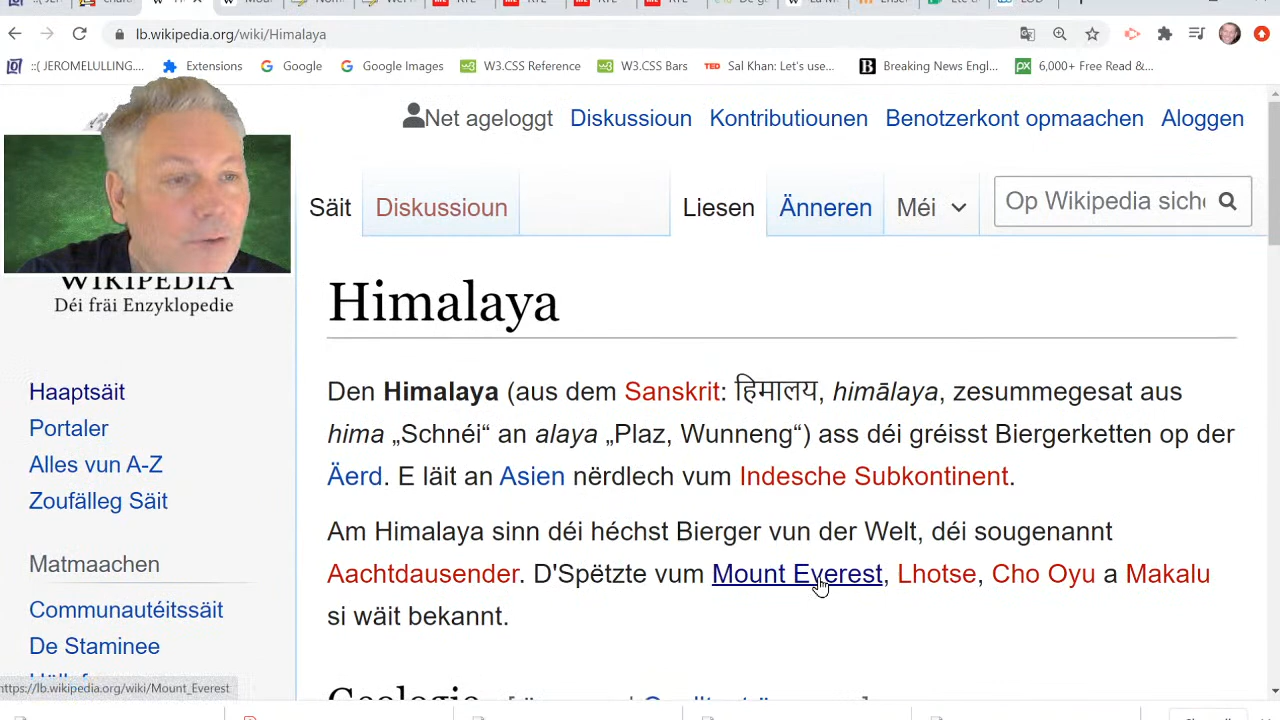 lb.wikipedia.org/wiki/Himalaya
::( JEROMELULLING.... Extensions Google Google Images W3.CSS Reference W3.CSS Bars TED Sal Khan: Let's use... B Breaking News Engl... px 6,000+ Free Read &...
Net ageloggt Diskussioun Kontributiounen Benotzerkont opmaachen Aloggen
Säit Diskussioun Liesen Änneren Méi Op Wikipedia siche
WIKIPEDIA
Déi fräi Enzyklopedie
Haaptsäit
Portaler
Alles vun A-Z
Zoufälleg Säit
Matmaachen
Communautéitssäit
De Staminee
Himalaya
Den Himalaya (aus dem Sanskrit: हिमालय, himālaya, zesummegesat aus
hima „Schnéi“ an alaya „Plaz, Wunneng“) ass déi gréisst Biergerketten op der
Äerd. E läit an Asien nërdlech vum Indesche Subkontinent.
Am Himalaya sinn déi héchst Bierger vun der Welt, déi sougenannt
Aachtdausender. D'Spëtzte vum Mount Everest, Lhotse, Cho Oyu a Makalu
si wäit bekannt.
Geologie
https://lb.wikipedia.org/wiki/Mount_Everest